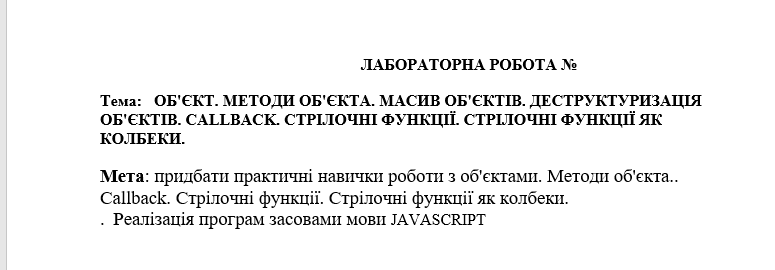 ЛАБОРАТОРНА РОБОТА №
Тема: ОБ'ЄКТ. МЕТОДИ ОБ'ЄКТА. МАСИВ ОБ'ЄКТІВ. ДЕСТРУКТУРИЗАЦІЯ
ОБ'ЄКТІВ. CALLBACK. СТРІЛОЧНІ ФУНКЦІЇ. СТРІЛОЧНІ ФУНКЦІЇ ЯК
КОЛБЕКИ.
Мета: придбати практичні навички роботи з об'єктами. Методи об'єкта..
Callback. Стрілочні функції. Стрілочні функції як колбеки.
. Реалізація програм засовами мови JAVASCRIPT